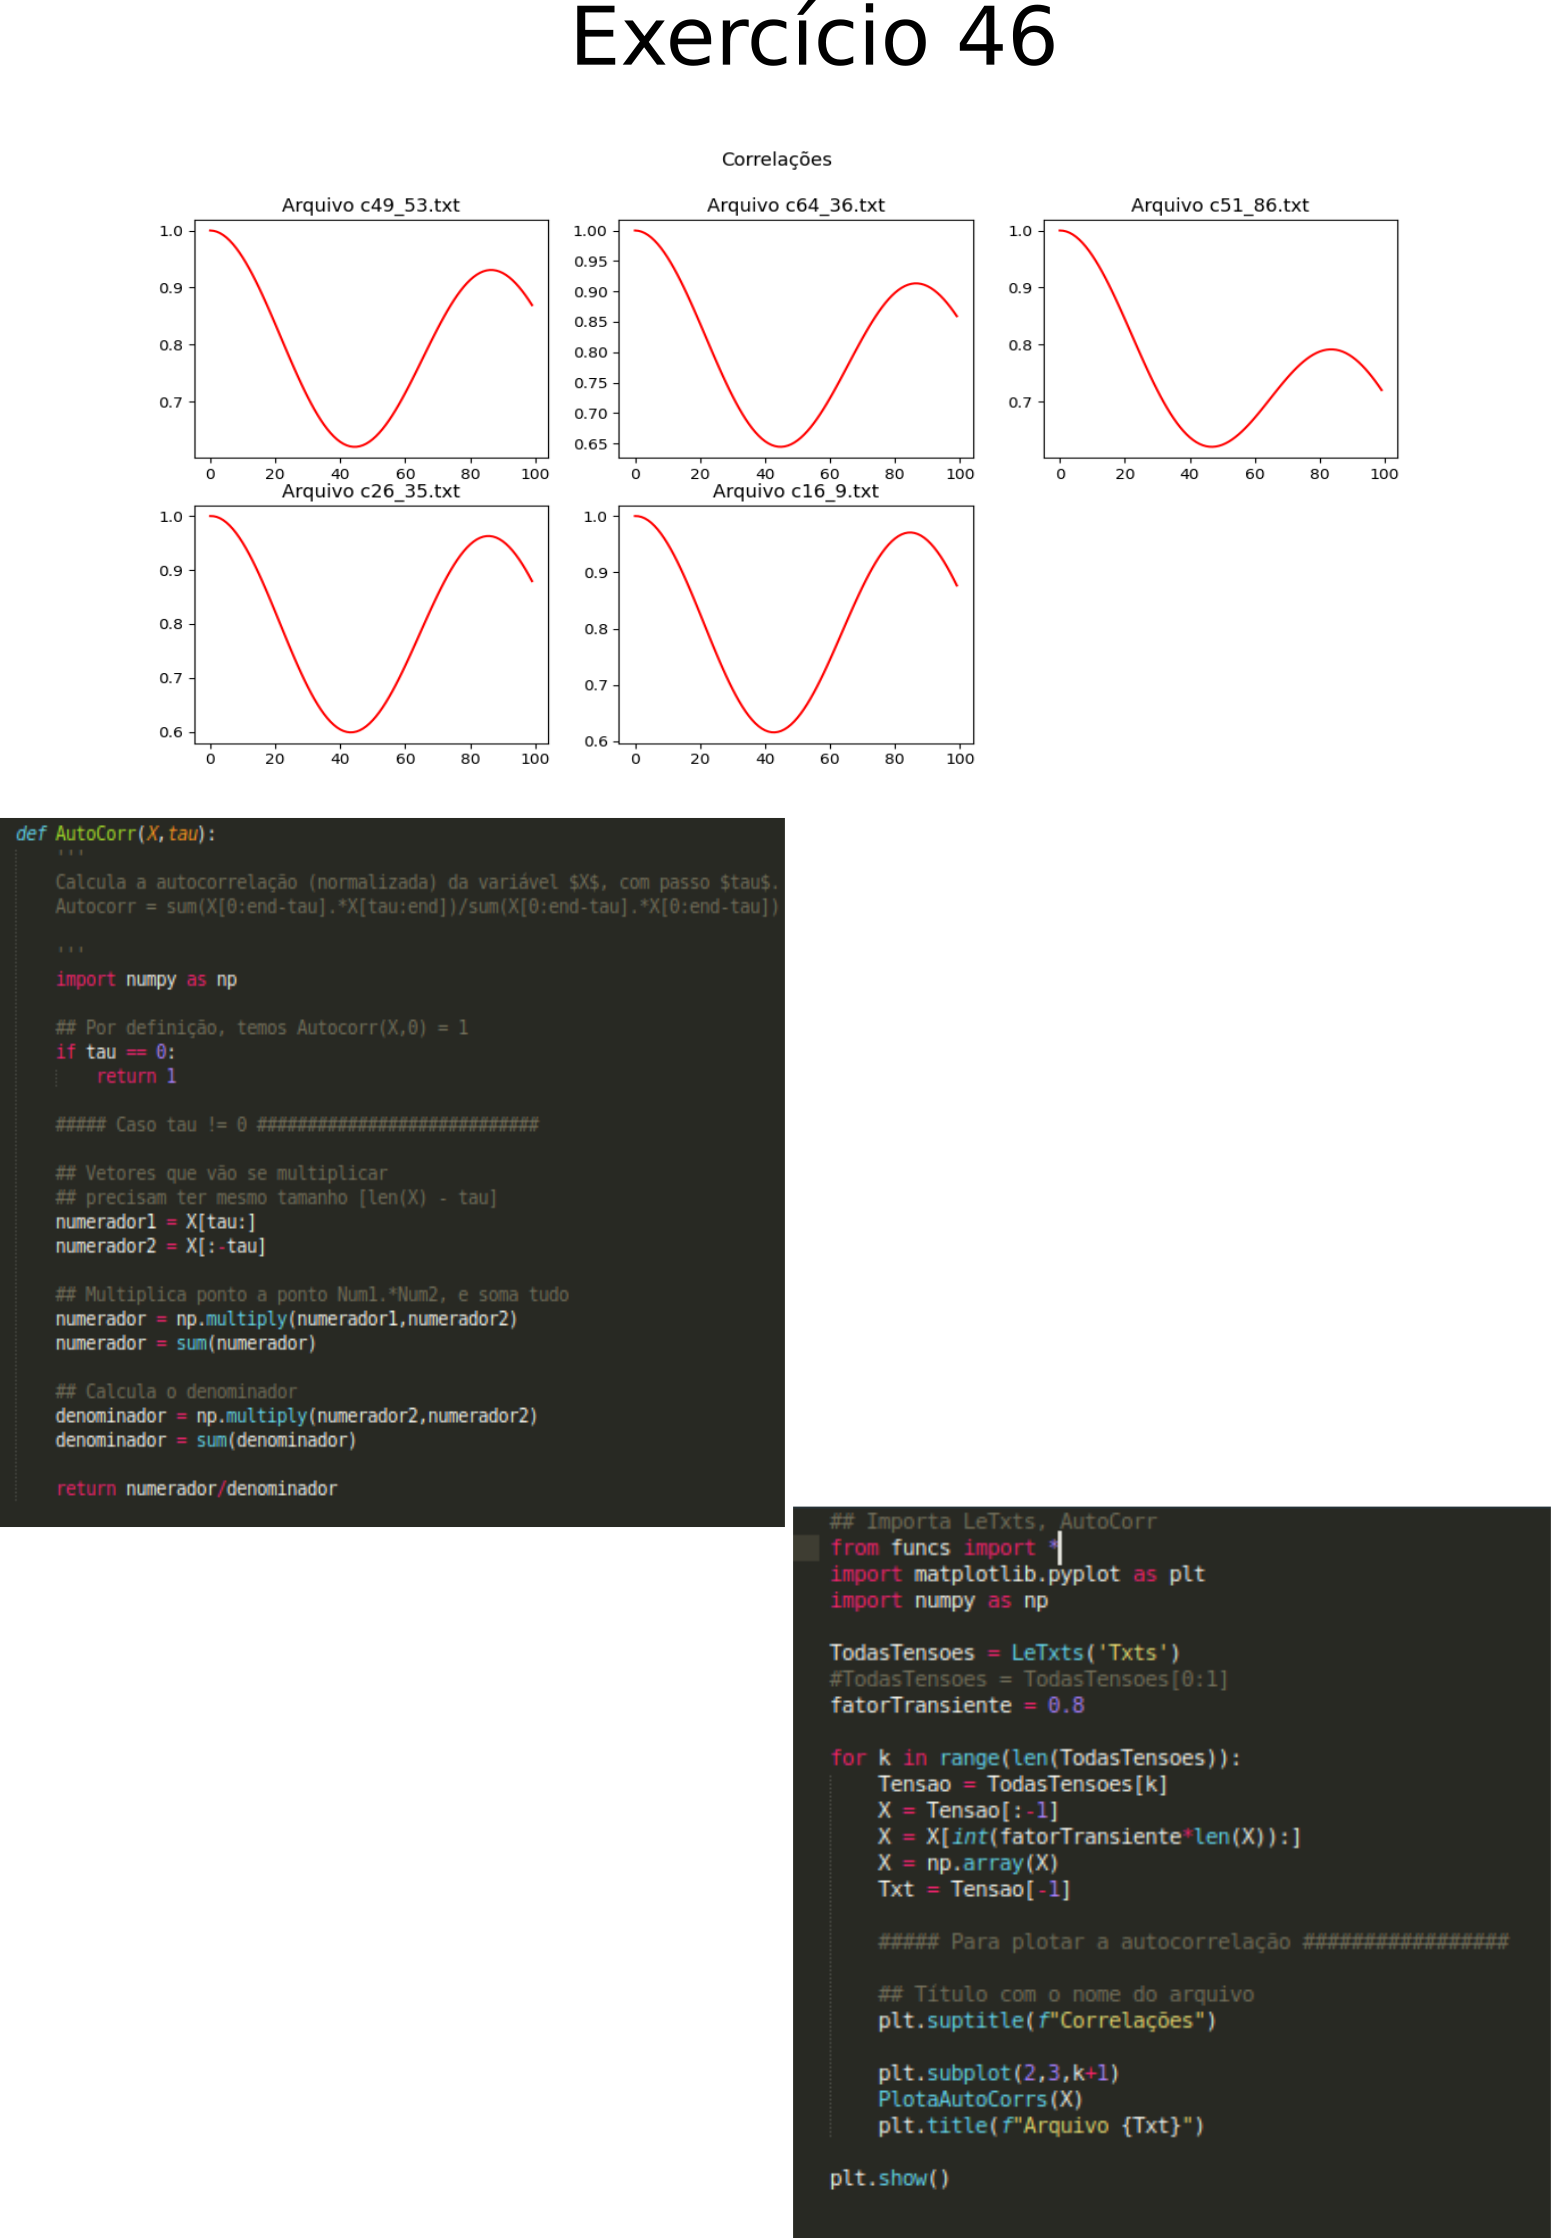 Exercício 46
Correlações
Arquivo c49_53.txt
1.0
0.9
0.8
0.7
0 20 40 60 80 100
Arquivo c64_36.txt
1.00
0.95
0.90
0.85
0.80
0.75
0.70
0.65
0 20 40 60 80 100
Arquivo c51_86.txt
1.0
0.9
0.8
0.7
0 20 40 60 80 100
Arquivo c26_35.txt
1.0
0.9
0.8
0.7
0.6
0 20 40 60 80 100
Arquivo c16_9.txt
1.0
0.9
0.8
0.7
0.6
0 20 40 60 80 100
def AutoCorr(X,tau):
'''
Calcula a autocorrelação (normalizada) da variável $X$, com passo $tau$.
Autocorr = sum(X[0:end-tau].*X[tau:end])/sum(X[0:end-tau].*X[0:end-tau])
'''
import numpy as np
## Por definição, temos Autocorr(X,0) = 1
if tau == 0:
return 1
##### Caso tau != 0 ############################
## Vetores que vão se multiplicar
## precisam ter mesmo tamanho [len(X) - tau]
numerador1 = X[tau:]
numerador2 = X[:-tau]
## Multiplica ponto a ponto Num1.*Num2, e soma tudo
numerador = np.multiply(numerador1,numerador2)
numerador = sum(numerador)
## Calcula o denominador
denominador = np.multiply(numerador2,numerador2)
denominador = sum(denominador)
return numerador/denominador
## Importa LeTxts, AutoCorr
from funcs import *
import matplotlib.pyplot as plt
import numpy as np
TodasTensoes = LeTxts('Txts')
#TodasTensoes = TodasTensoes[0:1]
fatorTransiente = 0.8
for k in range(len(TodasTensoes)):
Tensao = TodasTensoes[k]
X = Tensao[:-1]
X = X[int(fatorTransiente*len(X)):]
X = np.array(X)
Txt = Tensao[-1]
##### Para plotar a autocorrelação #################
## Título com o nome do arquivo
plt.suptitle(f"Correlações")
plt.subplot(2,3,k+1)
PlotaAutoCorrs(X)
plt.title(f"Arquivo {Txt}")
plt.show()